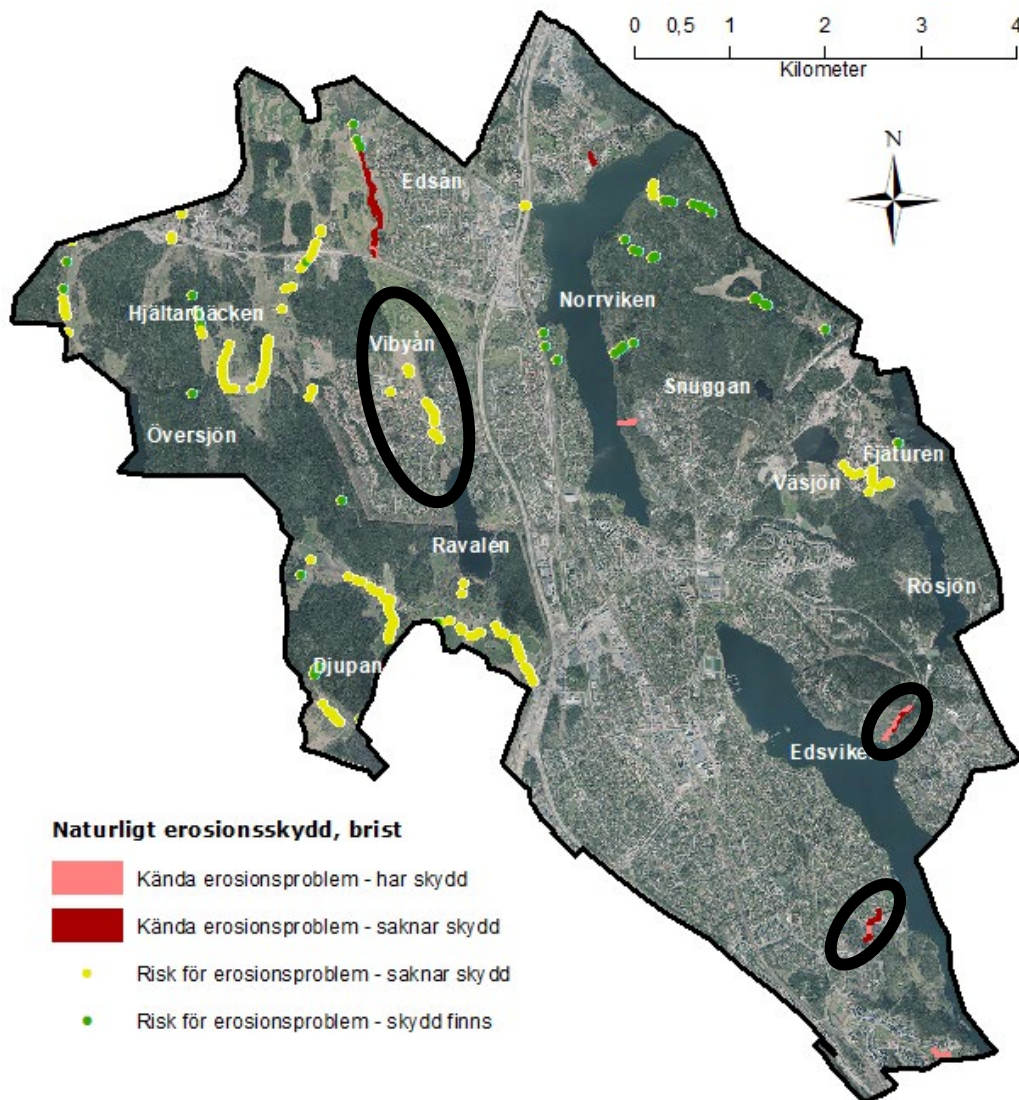 0 0,5 1 2 3 4
Kilometer
N
Edsån
Norrviken
Hjältarbäcken
Vibyån
Snuggan
Översjön
Fjäturen
Väsjön
Ravalen
Rösjön
Djupan
Edsvike
Naturligt erosionsskydd, brist
Kända erosionsproblem - har skydd
Kända erosionsproblem - saknar skydd
Risk för erosionsproblem - saknar skydd
Risk för erosionsproblem - skydd finns